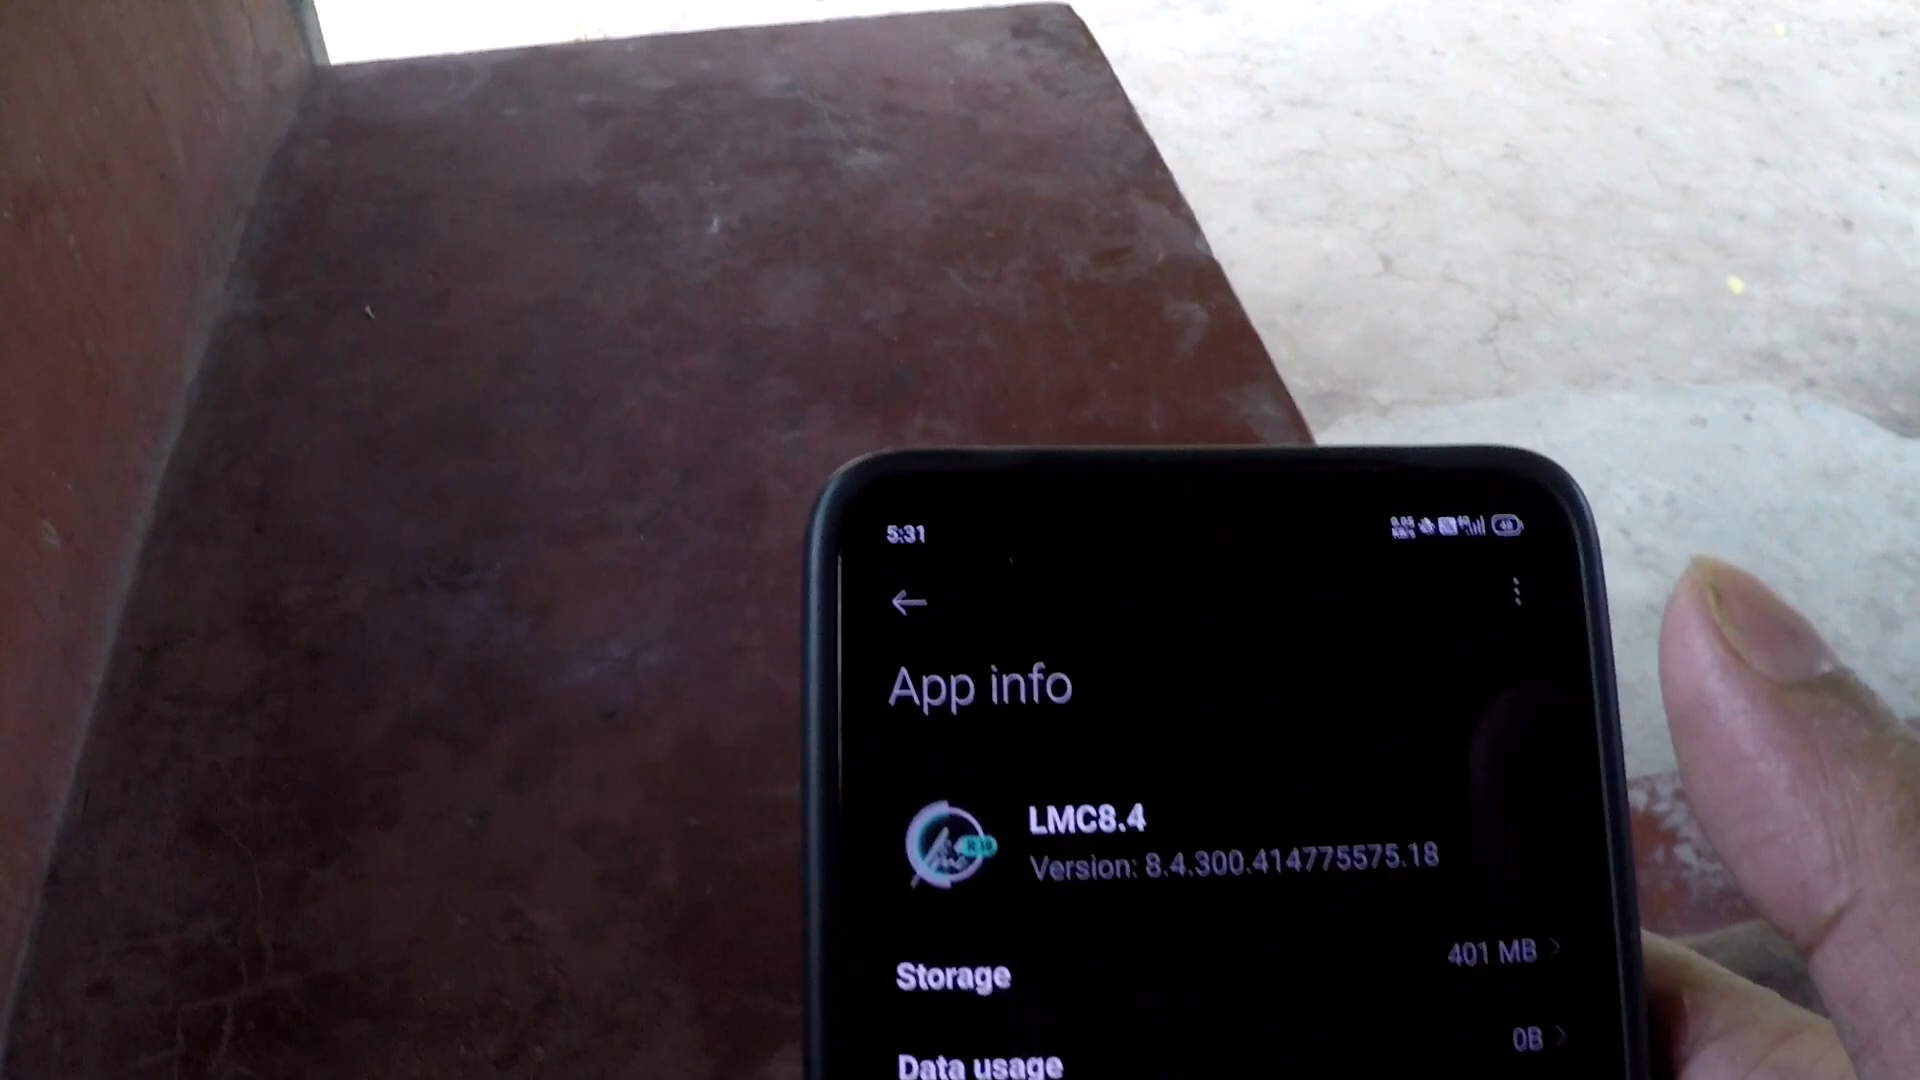 5:31
App info
LMC8.4
Version: 8.4.300.414775575.18
Storage
401 MB
Data usage
0B